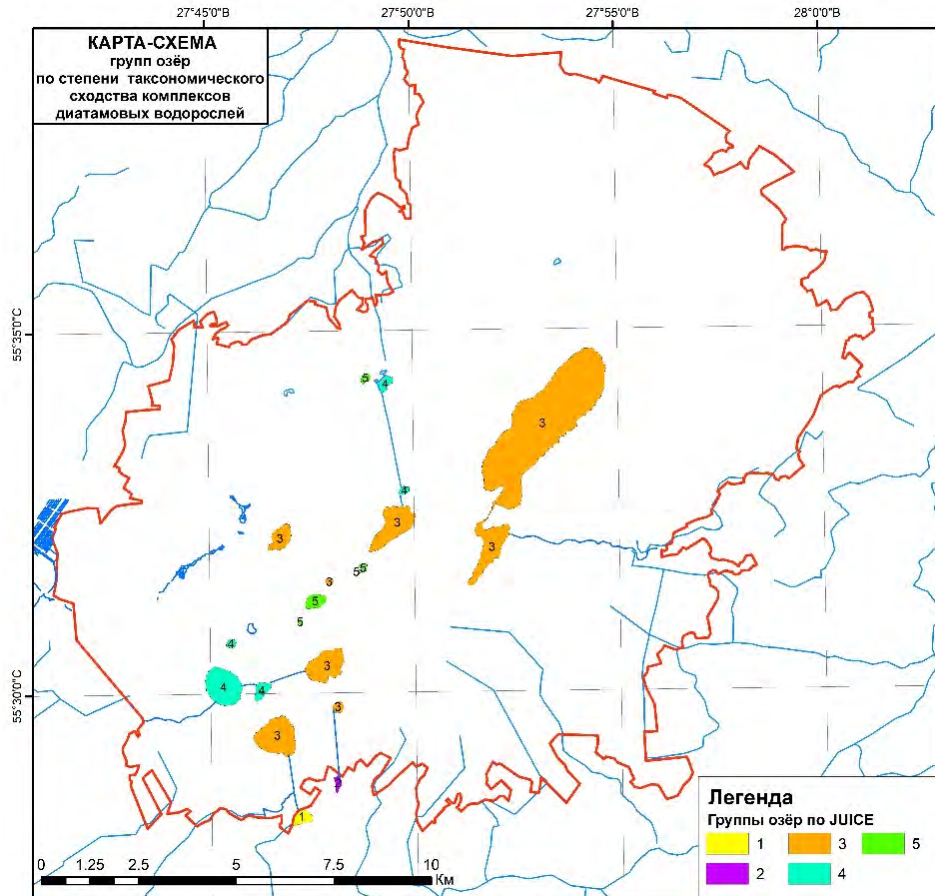 27°45'0"В
27°50'0"В
27°55'0"В
28°0'0"В
КАРТА-СХЕМА
групп озёр
по степени таксономического
сходства комплексов
диатамовых водорослей
55°35'0"С
5
4
3
4
3
3
3
5
5
3
5
5
4
3
4
4
55°30'0"С
3
3
2
1
Легенда
Группы озёр по JUICE
1
3
5
2
4
0 1.25 2.5 5 7.5 10
Км